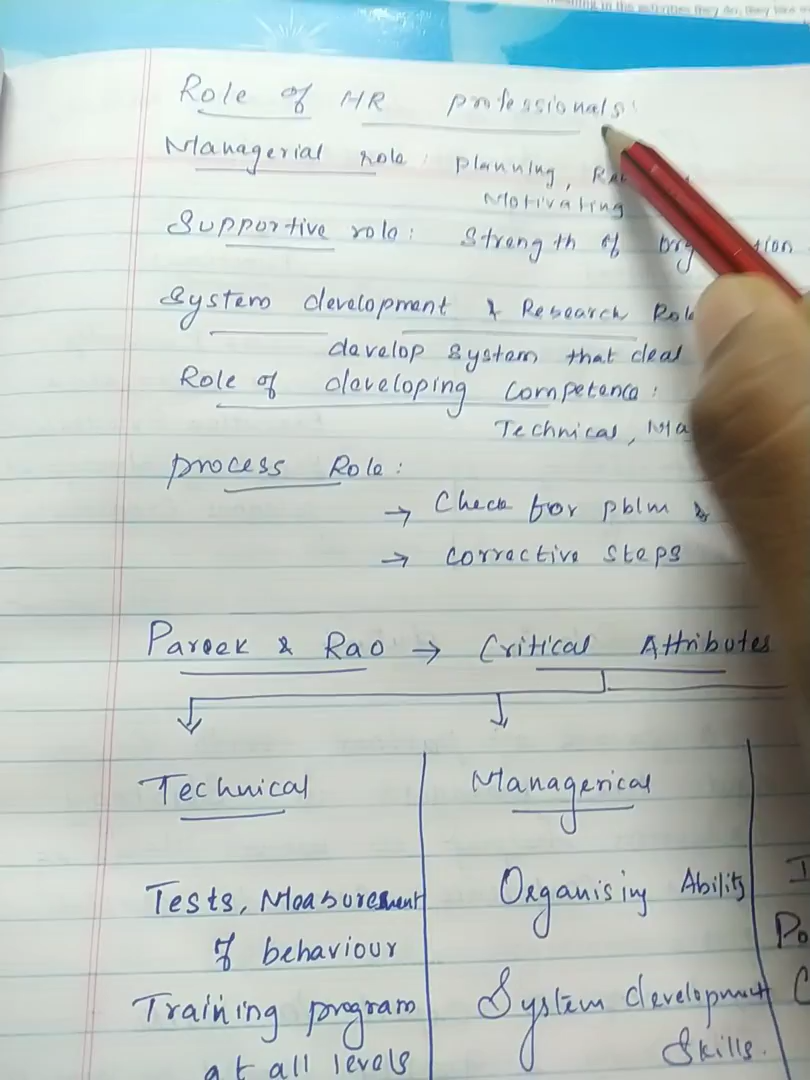 Role of HR professionals:
Managerial role: Planning,
Motivating
Supportive role: Strength of
System development & Research Role
develop system that deal
Role of developing Competence:
Technical,
Process Role:
→ Check for pblm &
→ corrective steps
Pareek & Rao → Critical Attributes
Technical Managerical
Tests, Measurement Organising Ability
of behaviour
Training program System development
at all levels Skills.